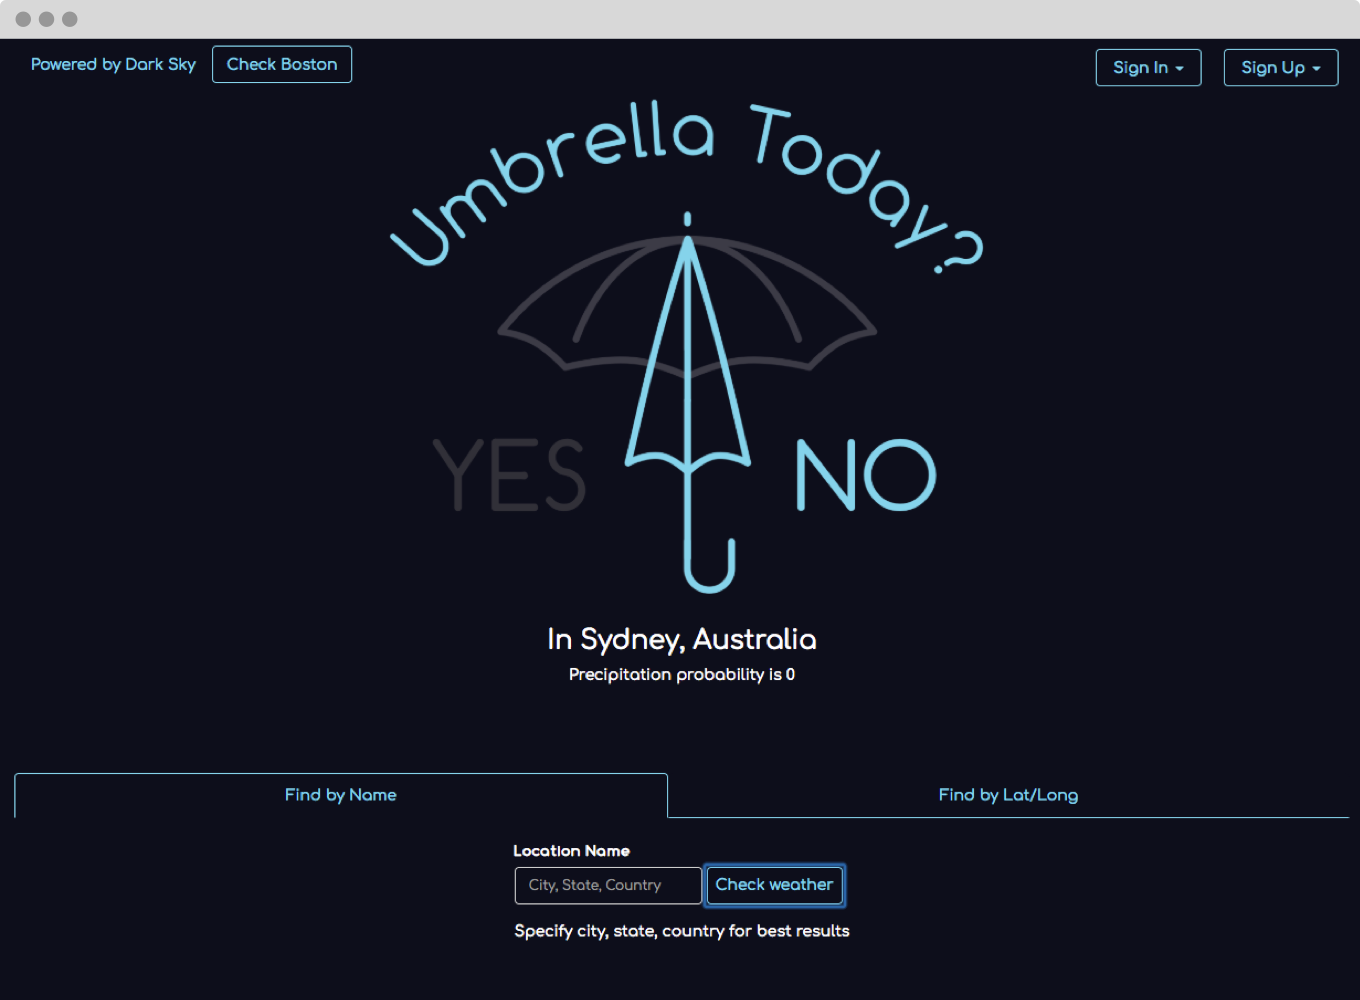 Powered by Dark Sky
Check Boston
Sign In
Sign Up
Umbrella Today?
YES
NO
In Sydney, Australia
Precipitation probability is 0
Find by Name
Find by Lat/Long
Location Name
City, State, Country
Check weather
Specify city, state, country for best results